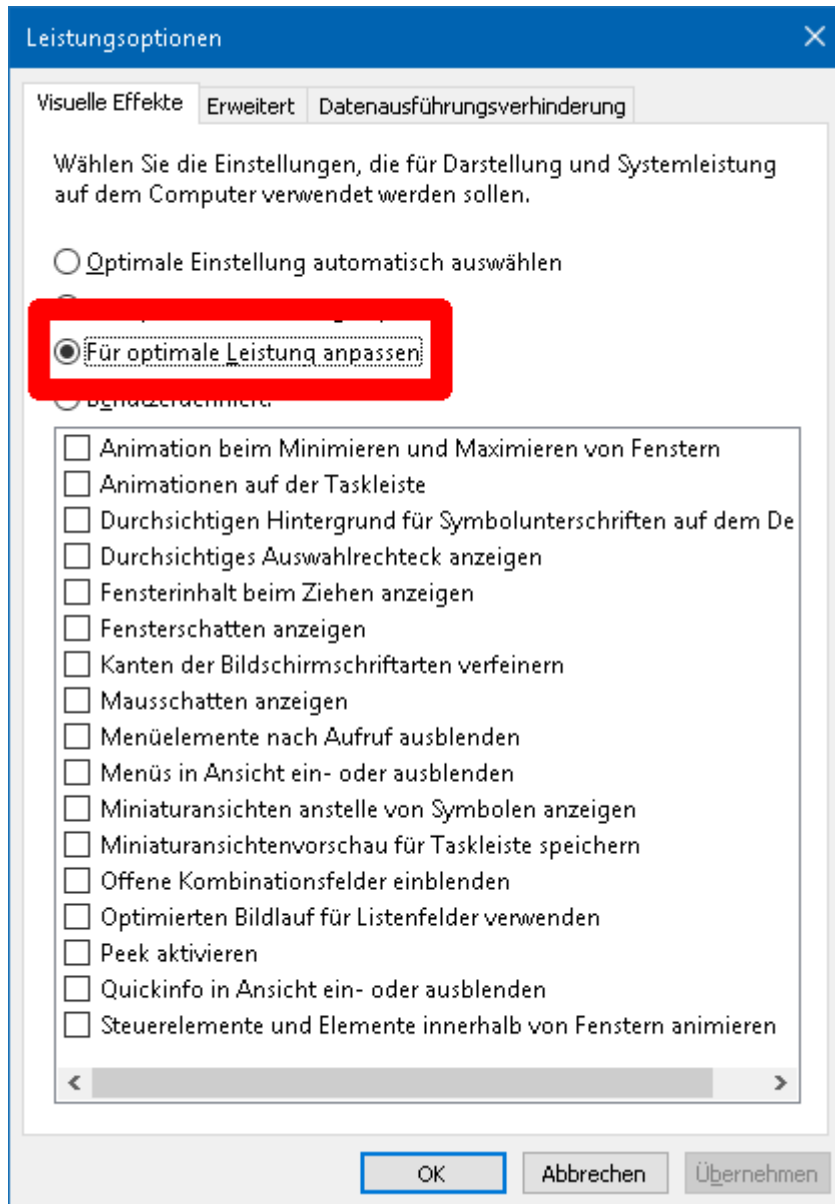 Leistungsoptionen
Visuelle Effekte
Erweitert
Datenausführungsverhinderung
Wählen Sie die Einstellungen, die für Darstellung und Systemleistung
auf dem Computer verwendet werden sollen.
Optimale Einstellung automatisch auswählen
Für optimale Leistung anpassen
Animation beim Minimieren und Maximieren von Fenstern
Animationen auf der Taskleiste
Durchsichtigen Hintergrund für Symbolunterschriften auf dem De
Durchsichtiges Auswahlrechteck anzeigen
Fensterinhalt beim Ziehen anzeigen
Fensterschatten anzeigen
Kanten der Bildschirmschriftarten verfeinern
Mausschatten anzeigen
Menüelemente nach Aufruf ausblenden
Menüs in Ansicht ein- oder ausblenden
Miniaturansichten anstelle von Symbolen anzeigen
Miniaturansichtenvorschau für Taskleiste speichern
Offene Kombinationsfelder einblenden
Optimierten Bildlauf für Listenfelder verwenden
Peek aktivieren
Quickinfo in Ansicht ein- oder ausblenden
Steuerelemente und Elemente innerhalb von Fenstern animieren
OK
Abbrechen
Übernehmen